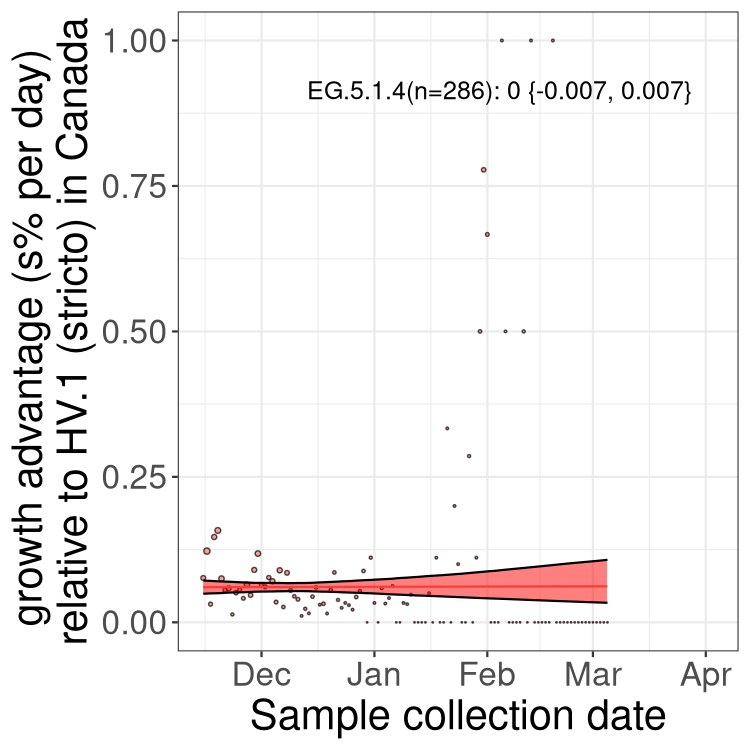 growth advantage (s% per day)
relative to HV.1 (stricto) in Canada
1.00
0.75
0.50
0.25
0.00
EG.5.1.4(n=286): 0 {-0.007, 0.007}
Dec Jan Feb Mar Apr
Sample collection date